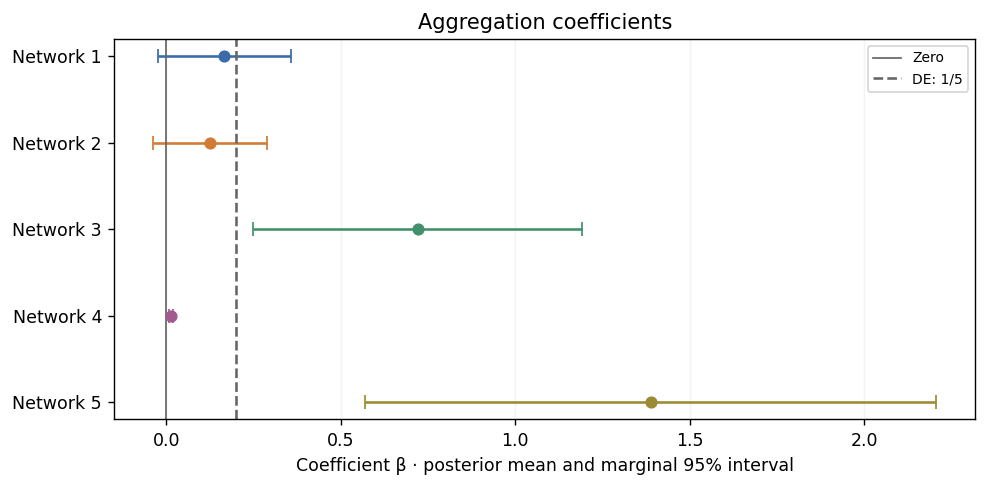 Aggregation coefficients
Network 1
Network 2
Network 3
Network 4
Network 5
Zero
DE: 1/5
0.0 0.5 1.0 1.5 2.0
Coefficient β · posterior mean and marginal 95% interval